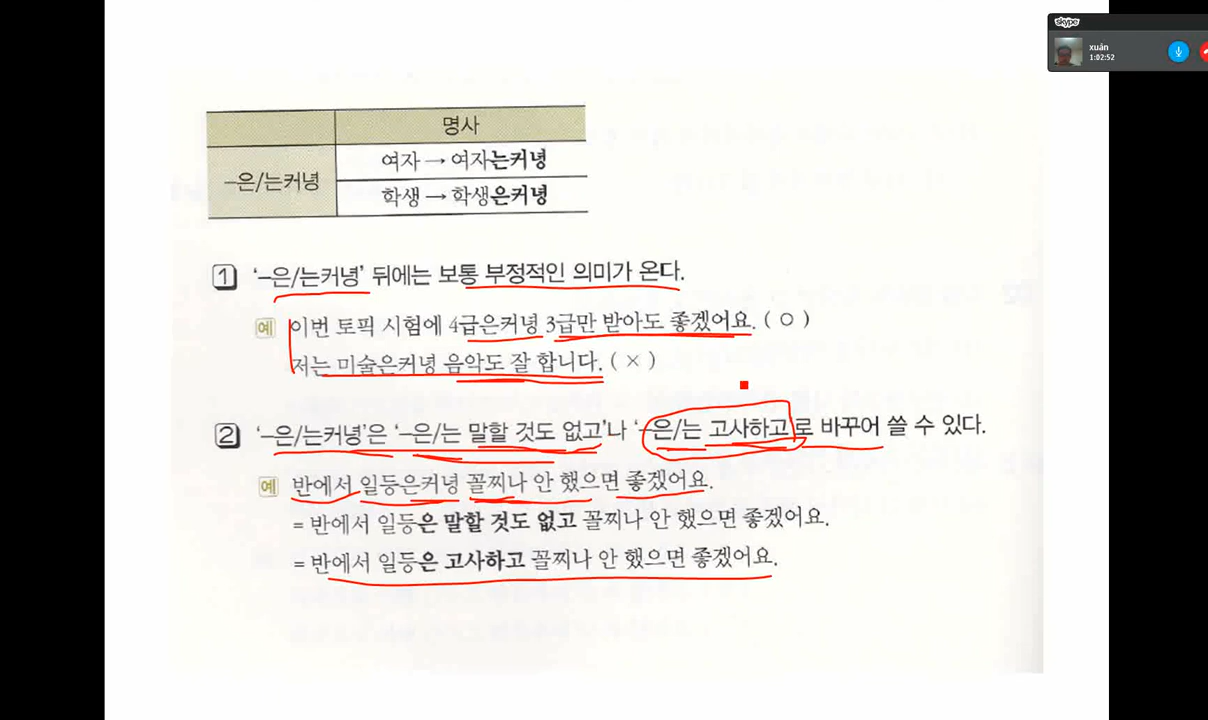 skype
xuân
1:02:52
명사
-은/는커녕
여자 → 여자는커녕
학생 → 학생은커녕
1 '-은/는커녕' 뒤에는 보통 부정적인 의미가 온다.
예 이번 토픽 시험에 4급은커녕 3급만 받아도 좋겠어요. ( ○ )
저는 미술은커녕 음악도 잘 합니다. ( × )
2 '-은/는커녕'은 '-은/는 말할 것도 없고'나 '-은/는 고사하고로 바꾸어 쓸 수 있다.
예 반에서 일등은커녕 꼴찌나 안 했으면 좋겠어요.
= 반에서 일등은 말할 것도 없고 꼴찌나 안 했으면 좋겠어요.
= 반에서 일등은 고사하고 꼴찌나 안 했으면 좋겠어요.